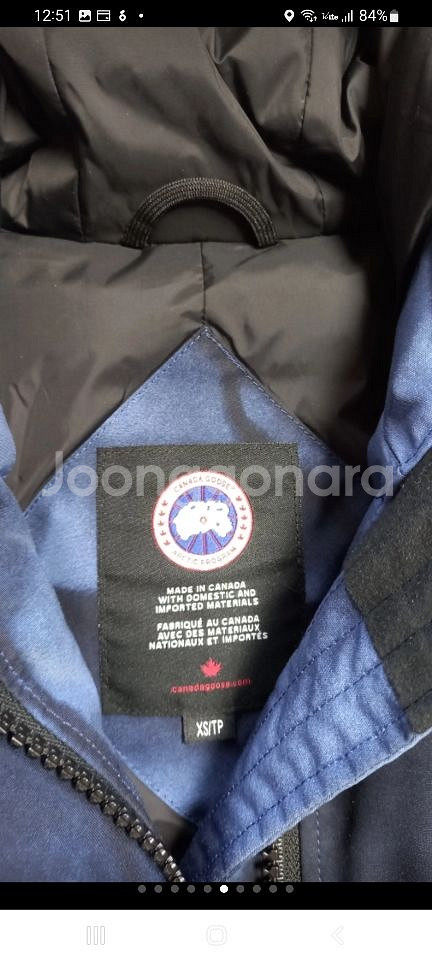 12:51
84%
Joonggonara
CANADA GOOSE
ARCTIC PROGRAM
MADE IN CANADA
WITH DOMESTIC AND
IMPORTED MATERIALS
FABRIQUÉ AU CANADA
AVEC DES MATERIAUX
NATIONAUX ET IMPORTÉS
canadagoose.com
XS/TP